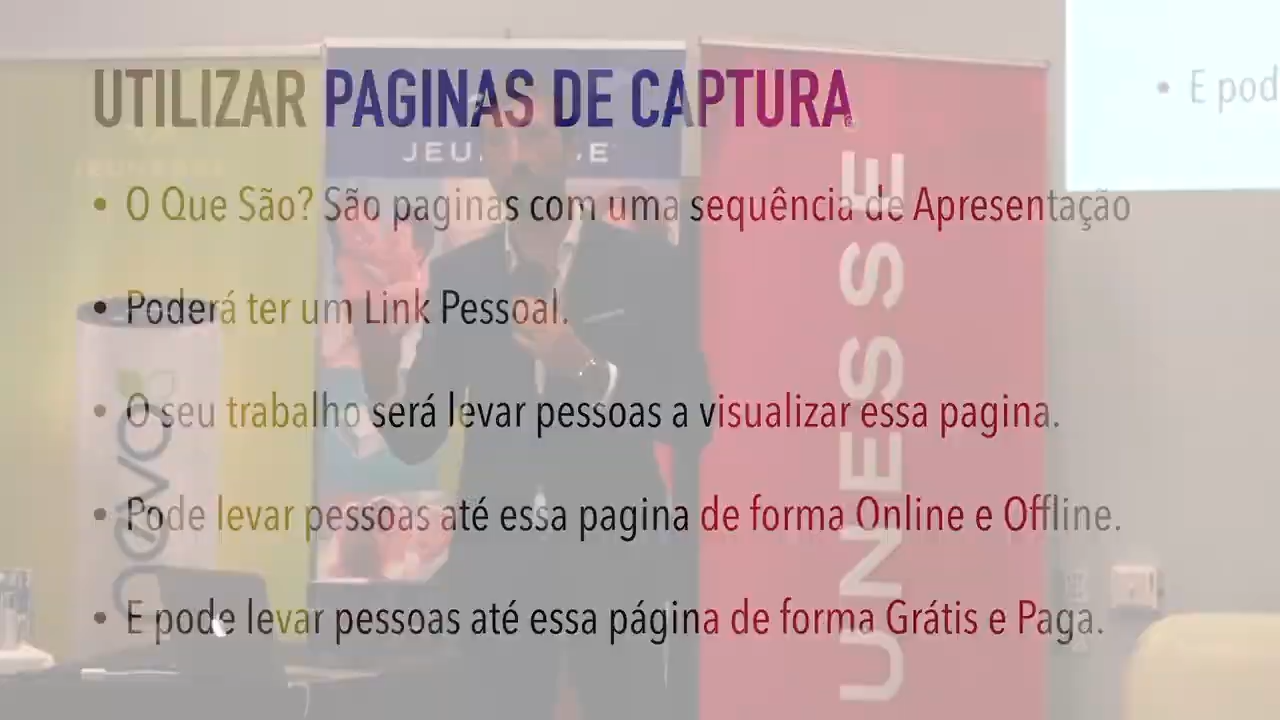 UTILIZAR PAGINAS DE CAPTURA
• E pod
JEUNESSE
• O Que São? São paginas com uma sequência de Apresentação
• Poderá ter um Link Pessoal.
• O seu trabalho será levar pessoas a visualizar essa pagina.
• Pode levar pessoas até essa pagina de forma Online e Offline.
• E pode levar pessoas até essa página de forma Grátis e Paga.
UNESSE